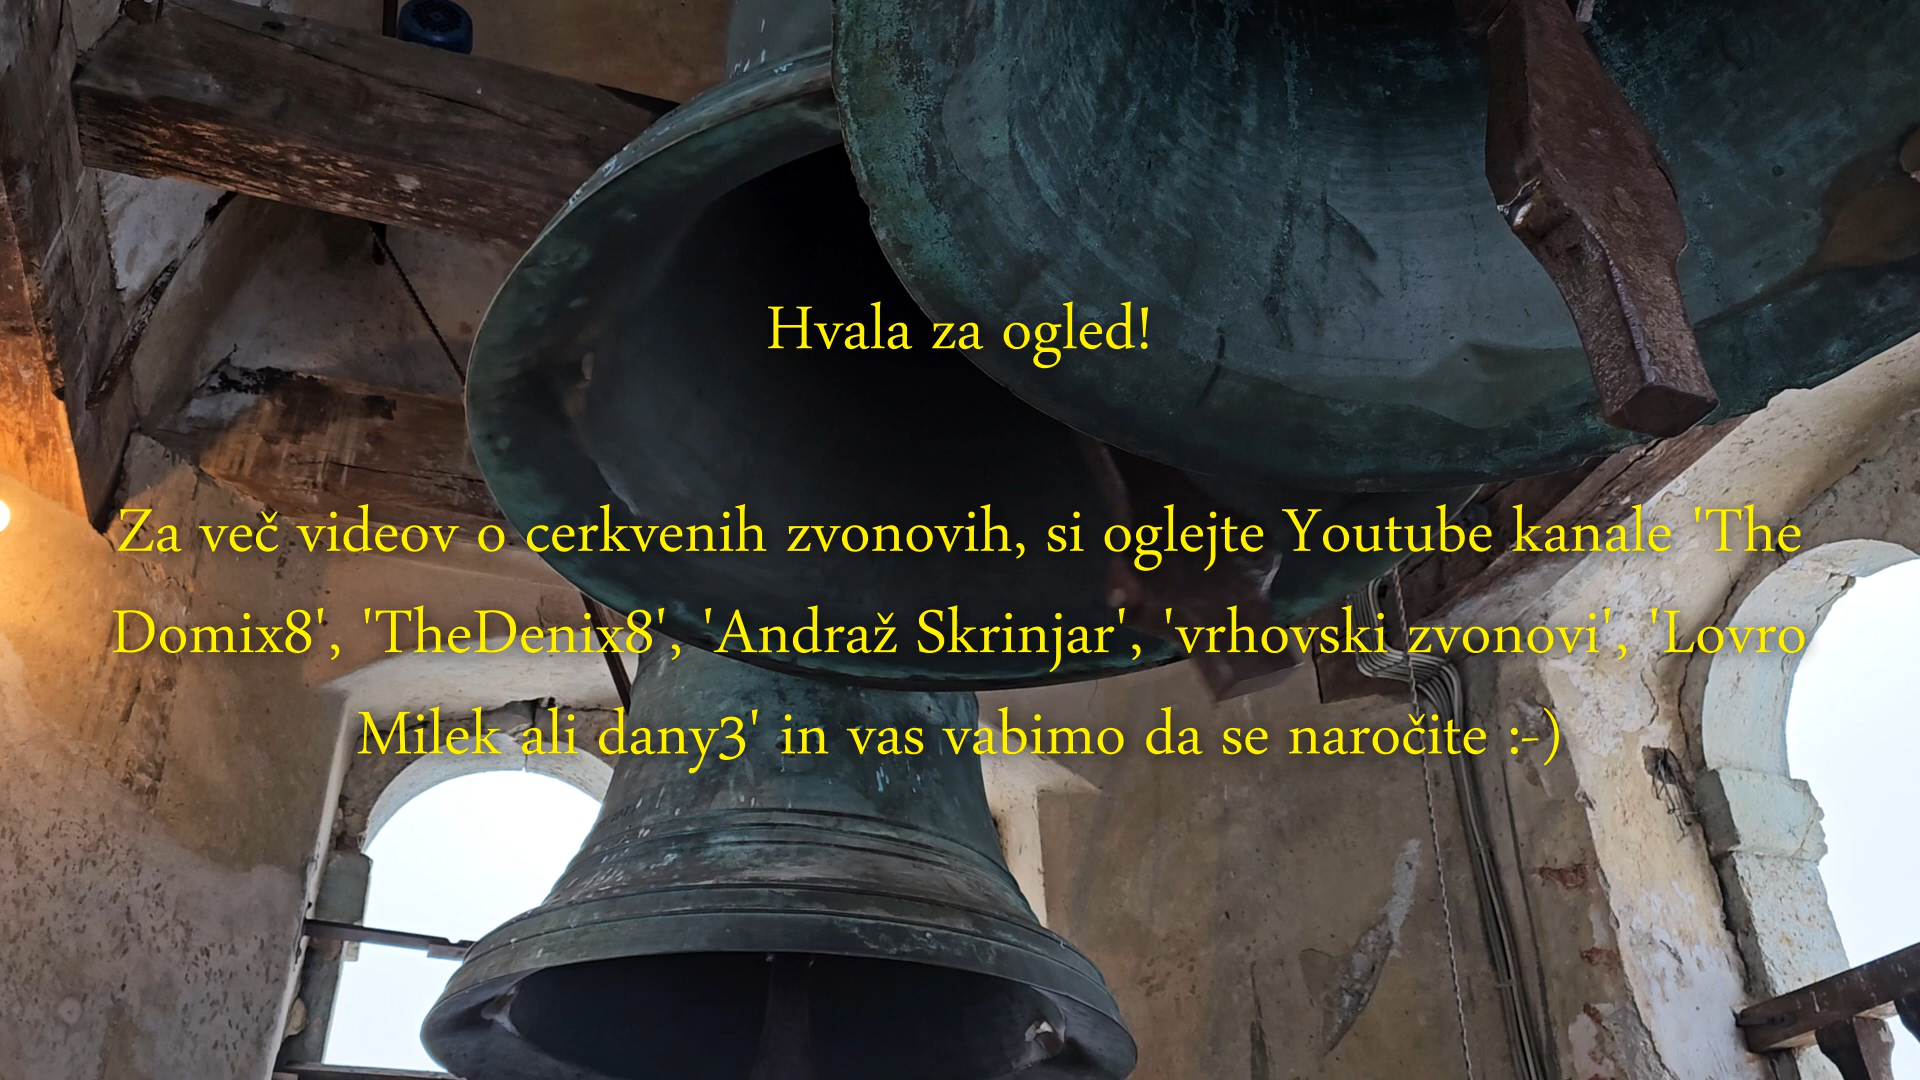 Hvala za ogled!
Za več videov o cerkvenih zvonovih, si oglejte Youtube kanale 'The
Domix8', 'TheDenix8', 'Andraž Skrinjar', 'vrhovski zvonovi', 'Lovro
Milek ali dany3' in vas vabimo da se naročite :-)